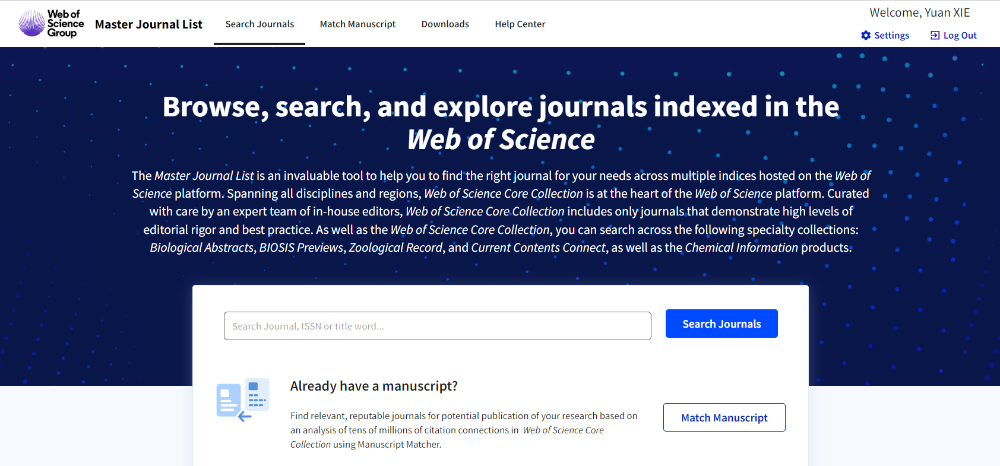 Web of
Science
Group
Master Journal List
Search Journals
Match Manuscript
Downloads
Help Center
Welcome, Yuan XIE
Settings
Log Out
Browse, search, and explore journals indexed in the
Web of Science
The Master Journal List is an invaluable tool to help you to find the right journal for your needs across multiple indices hosted on the Web of
Science platform. Spanning all disciplines and regions, Web of Science Core Collection is at the heart of the Web of Science platform. Curated
with care by an expert team of in-house editors, Web of Science Core Collection includes only journals that demonstrate high levels of
editorial rigor and best practice. As well as the Web of Science Core Collection, you can search across the following specialty collections:
Biological Abstracts, BIOSIS Previews, Zoological Record, and Current Contents Connect, as well as the Chemical Information products.
Search Journal, ISSN or title word...
Search Journals
Already have a manuscript?
Find relevant, reputable journals for potential publication of your research based on
an analysis of tens of millions of citation connections in Web of Science Core
Collection using Manuscript Matcher.
Match Manuscript